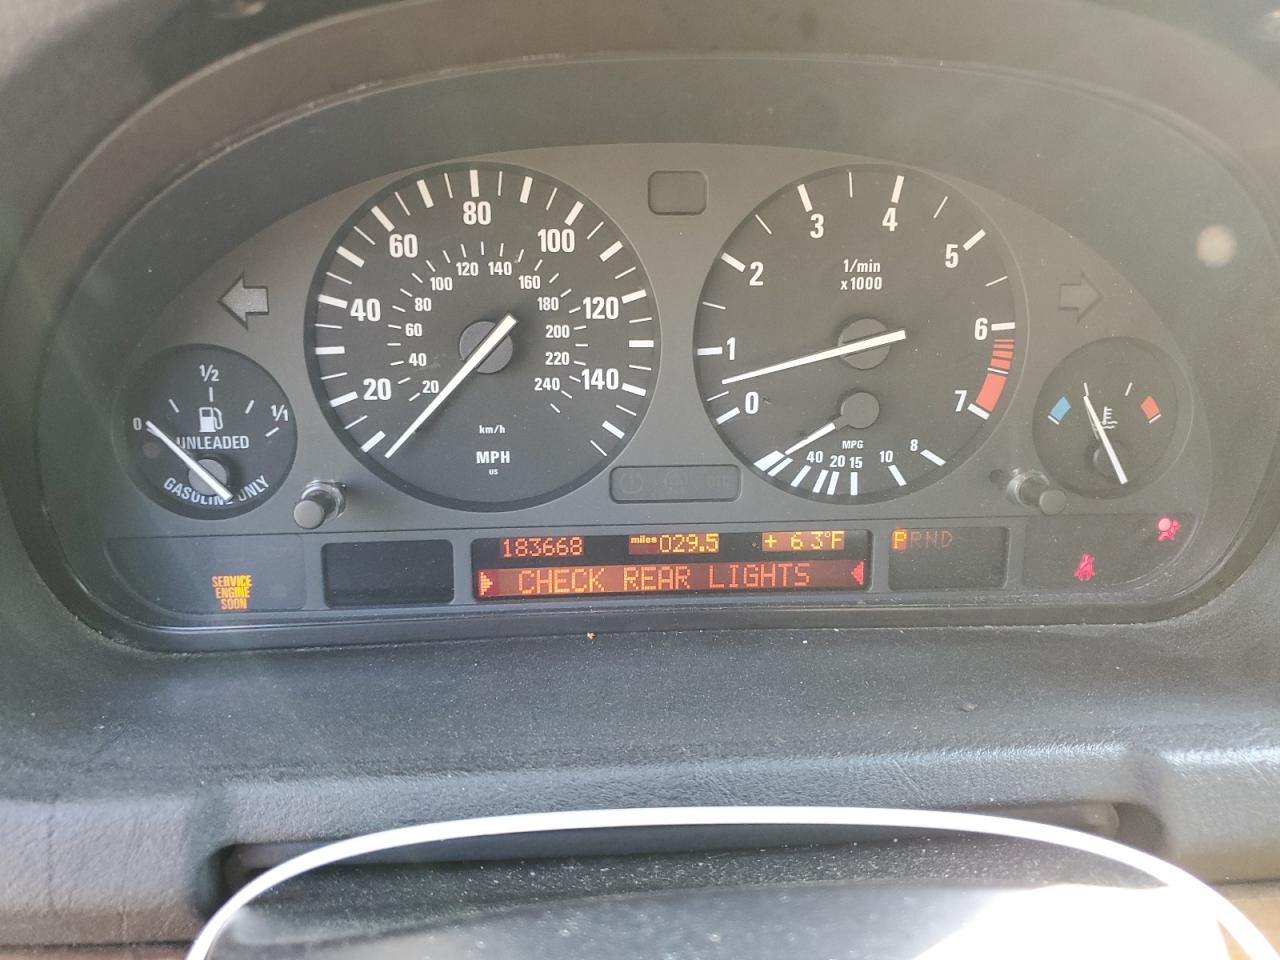 80
60
100
120 140
100
160
80
180
40
120
60
200
40
220
20
20
240
140
km/h
MPH
US
3
4
2
5
1/min
x1000
1
6
0
7
MPG
40 20 15 10 8
1/2
0
1/1
UNLEADED
GASOLINE ONLY
183668
miles 029.5
+ 63°F
PRND
CHECK REAR LIGHTS
SERVICE
ENGINE
SOON